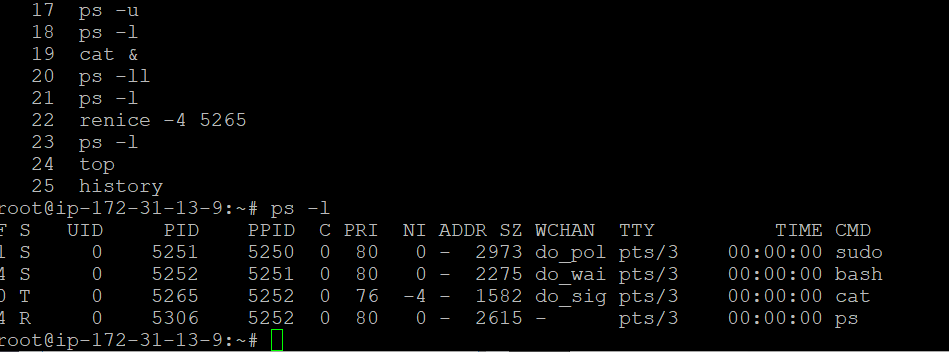 17 ps -u
18 ps -l
19 cat &
20 ps -ll
21 ps -l
22 renice -4 5265
23 ps -l
24 top
25 history
root@ip-172-31-13-9:~# ps -l
F S UID PID PPID C PRI NI ADDR SZ WCHAN TTY TIME CMD
1 S 0 5251 5250 0 80 0 - 2973 do_pol pts/3 00:00:00 sudo
4 S 0 5252 5251 0 80 0 - 2275 do_wai pts/3 00:00:00 bash
0 T 0 5265 5252 0 76 -4 - 1582 do_sig pts/3 00:00:00 cat
4 R 0 5306 5252 0 80 0 - 2615 - pts/3 00:00:00 ps
root@ip-172-31-13-9:~#